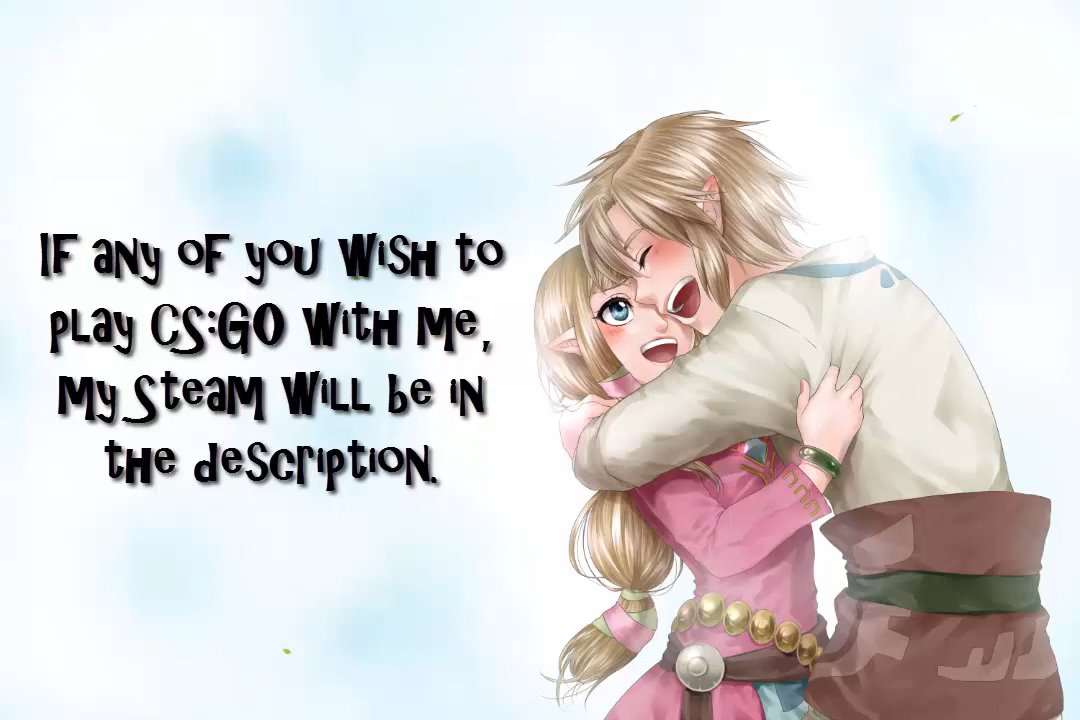 If any of you wish to
play CS:GO with me,
my Steam will be in
the description.